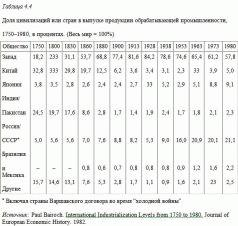 Таблица 4.4
Доля цивилизаций или стран в выпуске продукции обрабатывающей промышленности,
1750–1980, в процентах. (Весь мир = 100%)
Общество 1750 1800 1830 1860 1880 1900 1913 1928 1938 1953 1963 1973 1980
Запад 18,2 23,3 31,1 53,7 68,8 77,4 81,6 84,2 78,6 74,6 65,4 61,2 57,8
Китай 32,8 33,3 29,8 19,7 12,5 6,2 3,6 3,4 3,1 2,3 3,5 3,9 5,0
Япония 3,8 3,5 2,8 2,6 2,4 2,4 2,7 3,3 5,2 2,9 5,1 8,8 9,1
Индия/
Пакистан 24,5 19,7 17,6 8,6 2,8 1,7 1,4 1,9 2,4 1,7 1,8 2,1 2,3
Россия/
СССР* 5,0 5,6 5,6 7,0 7,6 8,8 8,2 5,3 9,0 16,0 20,9 20,1 21,1
Бразилия
и – – – 0,8 0,6 0,7 0,8 0,8 0,8 0,9 1,2 1,6 2,2
Мексика
Другие 15,7 14,6 13,1 7,6 5,3 2,8 1,7 1,1 0,9 1,6 2,1 2,3 2,5
* Включая страны Варшавского договора во время "холодной войны"
Источник: Paul Bairoch. International Industrialization Levels from 1750 to 1980, Journal of
European Economic History. 1982.